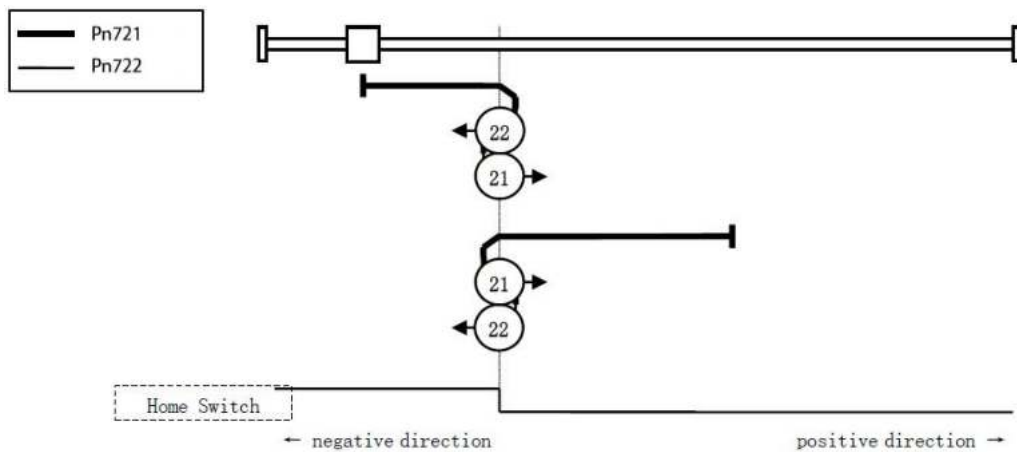 Pn721
Pn722
22
21
21
22
Home Switch
← negative direction
positive direction →